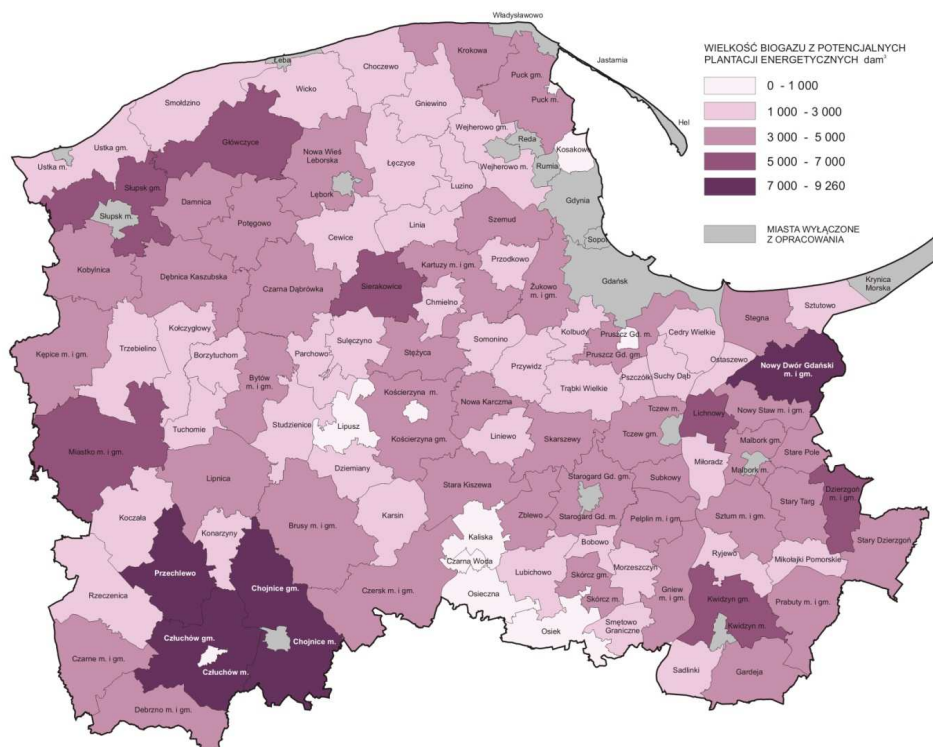 WIELKOŚĆ BIOGAZU Z POTENCJALNYCH
PLANTACJI ENERGETYCZNYCH dam³
0 - 1 000
1 000 - 3 000
3 000 - 5 000
5 000 - 7 000
7 000 - 9 260
MIASTA WYŁĄCZONE
Z OPRACOWANIA
Władysławowo
Jastarnia
Hel
Krokowa
Puck gm.
Puck m.
Łeba
Choczewo
Wicko
Smołdzino
Gniewino
Wejherowo gm.
Reda
Wejherowo m.
Rumia
Kosakowo
Główczyce
Nowa Wieś
Lęborska
Łęczyce
Luzino
Ustka gm.
Ustka m.
Słupsk gm.
Słupsk m.
Damnica
Potęgowo
Lębork
Gdynia
Sopot
Gdańsk
Cewice
Linia
Szemud
Przodkowo
Kobylnica
Dębnica Kaszubska
Czarna Dąbrówka
Sierakowice
Kartuzy m. i gm.
Chmielno
Żukowo
m. i gm.
Krynica
Morska
Sztutowo
Stegna
Kępice m. i gm.
Trzebielino
Kołczygłowy
Borzytuchom
Bytów
m. i gm.
Parchowo
Sulęczyno
Stężyca
Somonino
Przywidz
Kolbudy
Pruszcz Gd. m.
Pruszcz Gd. gm.
Cedry Wielkie
Ostaszewo
Nowy Dwór Gdański
m. i gm.
Trąbki Wielkie
Pszczółki
Suchy Dąb
Miastko m. i gm.
Tuchomie
Studzienice
Lipusz
Kościerzyna m.
Kościerzyna gm.
Nowa Karczma
Liniewo
Skarszewy
Tczew m.
Tczew gm.
Lichnowy
Nowy Staw m. i gm.
Malbork gm.
Malbork m.
Stare Pole
Miłoradz
Lipnica
Dziemiany
Karsin
Brusy m. i gm.
Stara Kiszewa
Starogard Gd. gm.
Starogard Gd. m.
Subkowy
Zblewo
Pelplin m. i gm.
Sztum m. i gm.
Stary Targ
Dzierzgoń
m. i gm.
Stary Dzierzgoń
Koczała
Konarzyny
Przechlewo
Chojnice gm.
Chojnice m.
Rzeczenica
Człuchów gm.
Człuchów m.
Czarne m. i gm.
Debrzno m. i gm.
Czersk m. i gm.
Kaliska
Czarna Woda
Osieczna
Osiek
Lubichowo
Bobowo
Skórcz gm.
Skórcz m.
Morzeszczyn
Smętowo
Graniczne
Gniew
m. i gm.
Ryjewo
Mikołajki Pomorskie
Kwidzyn gm.
Kwidzyn m.
Prabuty m. i gm.
Sadlinki
Gardeja